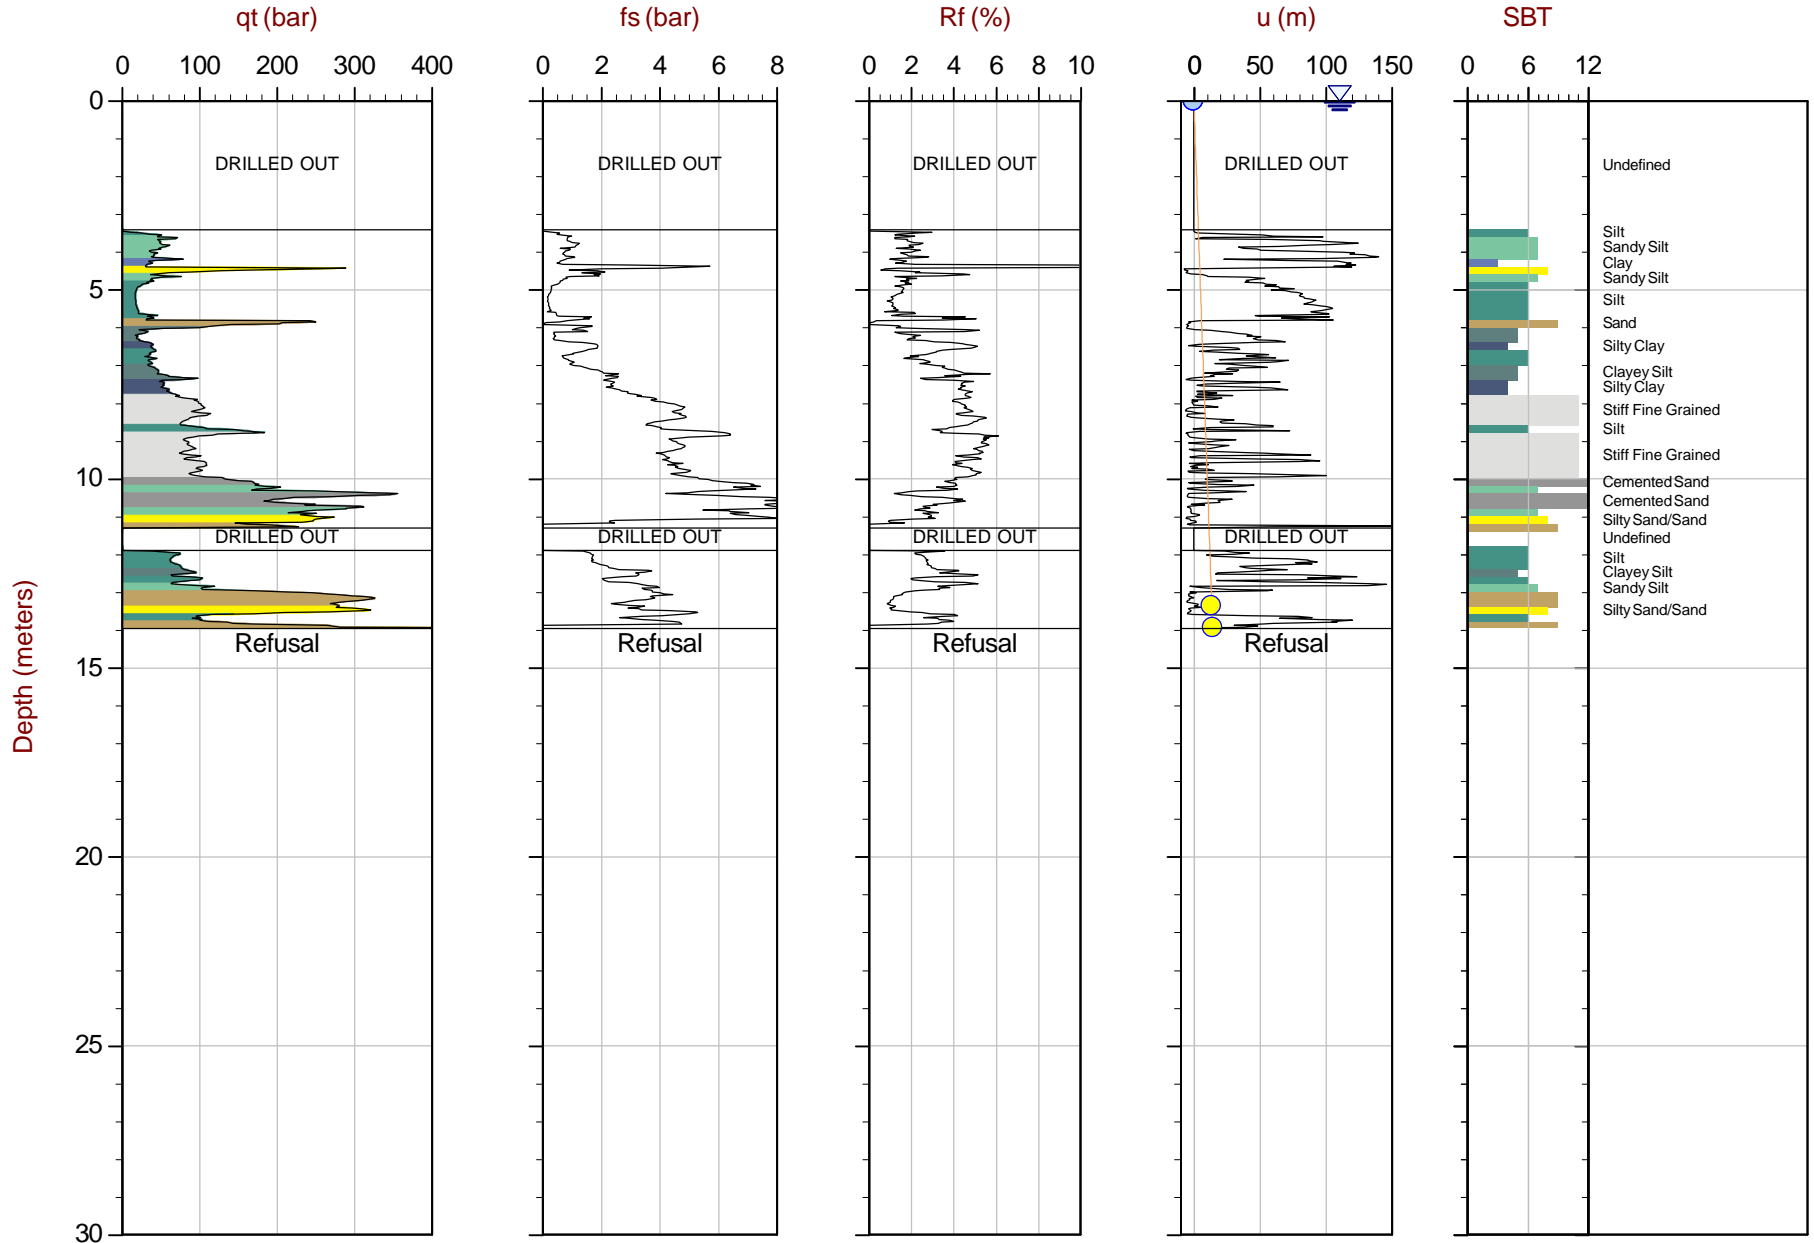 qt (bar) fs (bar) Rf (%) u (m) SBT
0 100 200 300 400 0 2 4 6 8 0 2 4 6 8 10 0 50 100 150 0 6 12
0
DRILLED OUT DRILLED OUT DRILLED OUT DRILLED OUT Undefined
Silt
Sandy Silt
Clay
Sandy Silt
5
Silt
Sand
Silty Clay
Clayey Silt
Silty Clay
Stiff Fine Grained
Silt
Stiff Fine Grained
10
Cemented Sand
Cemented Sand
Silty Sand/Sand
DRILLED OUT DRILLED OUT DRILLED OUT DRILLED OUT Undefined
Silt
Clayey Silt
Sandy Silt
Silty Sand/Sand
Refusal Refusal Refusal Refusal
15
Depth (meters)
20
25
30